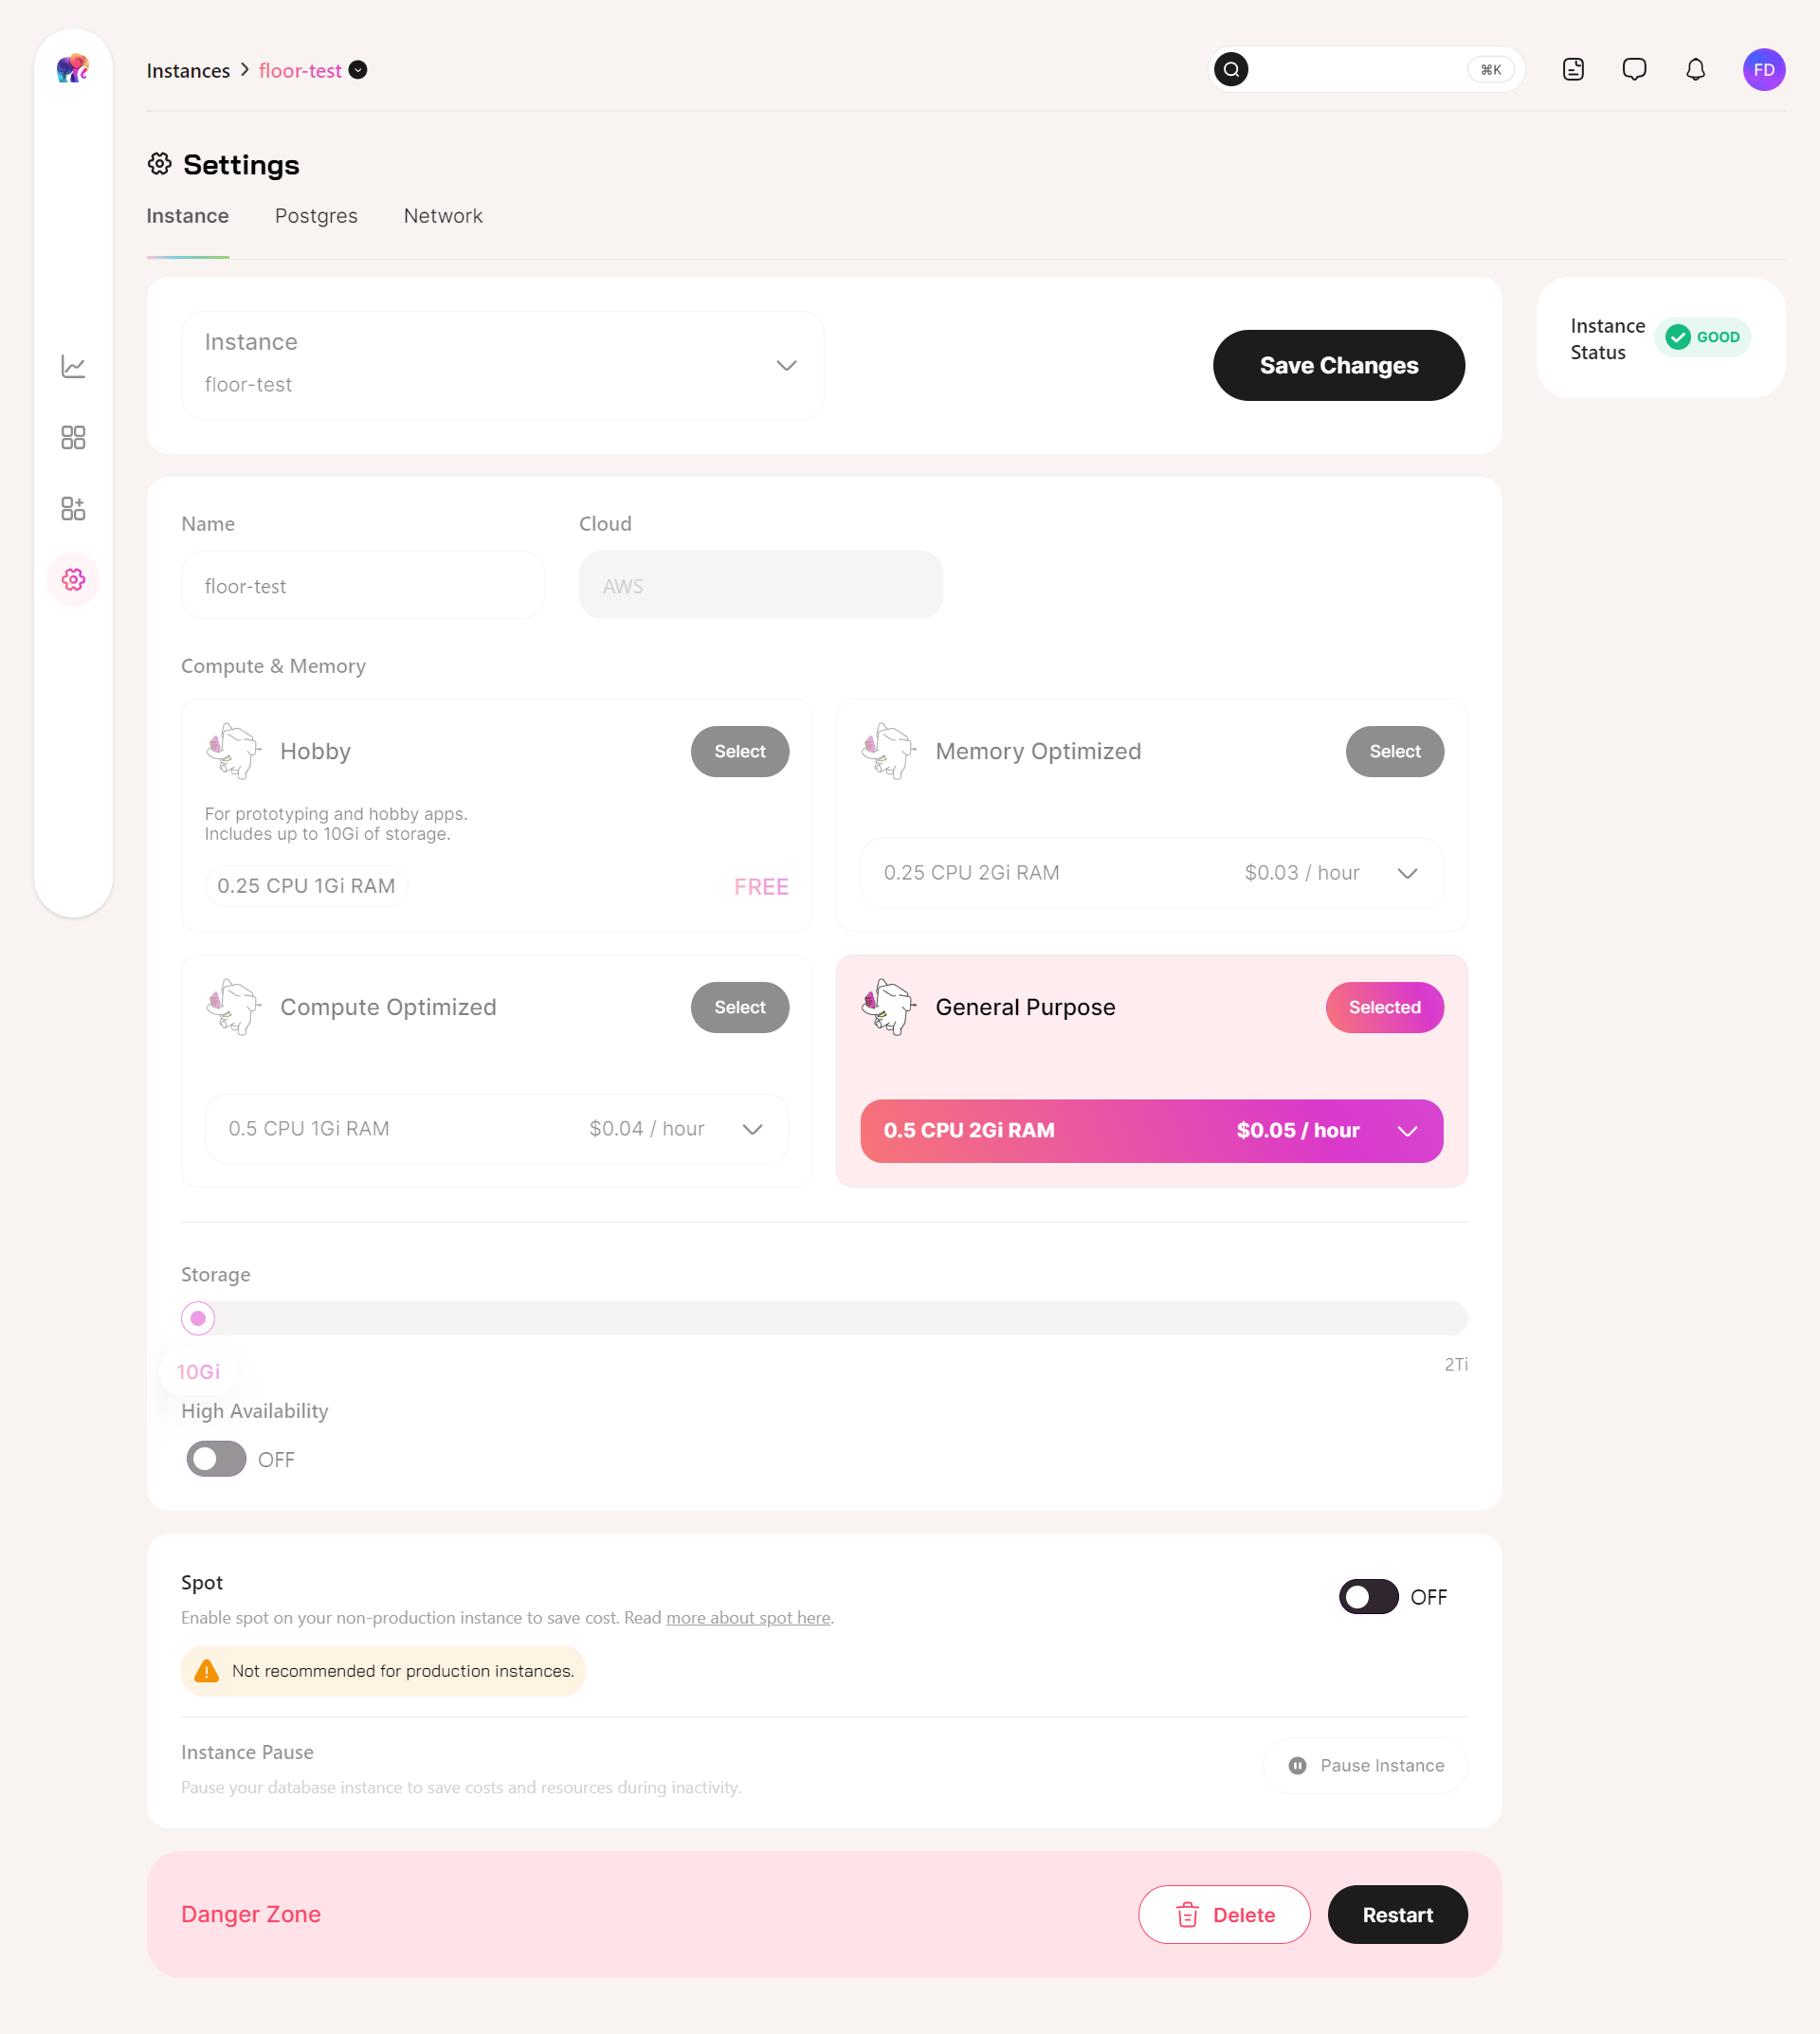 Instances > floor-test
⌘K
FD
Settings
Instance Postgres Network
Instance
floor-test
Save Changes
Instance
Status
GOOD
Name
Cloud
floor-test
AWS
Compute & Memory
Hobby
Select
For prototyping and hobby apps.
Includes up to 10Gi of storage.
0.25 CPU 1Gi RAM
FREE
Memory Optimized
Select
0.25 CPU 2Gi RAM
$0.03 / hour
Compute Optimized
Select
0.5 CPU 1Gi RAM
$0.04 / hour
General Purpose
Selected
0.5 CPU 2Gi RAM
$0.05 / hour
Storage
10Gi
2Ti
High Availability
OFF
Spot
Enable spot on your non-production instance to save cost. Read more about spot here.
OFF
Not recommended for production instances.
Instance Pause
Pause your database instance to save costs and resources during inactivity.
Pause Instance
Danger Zone
Delete
Restart